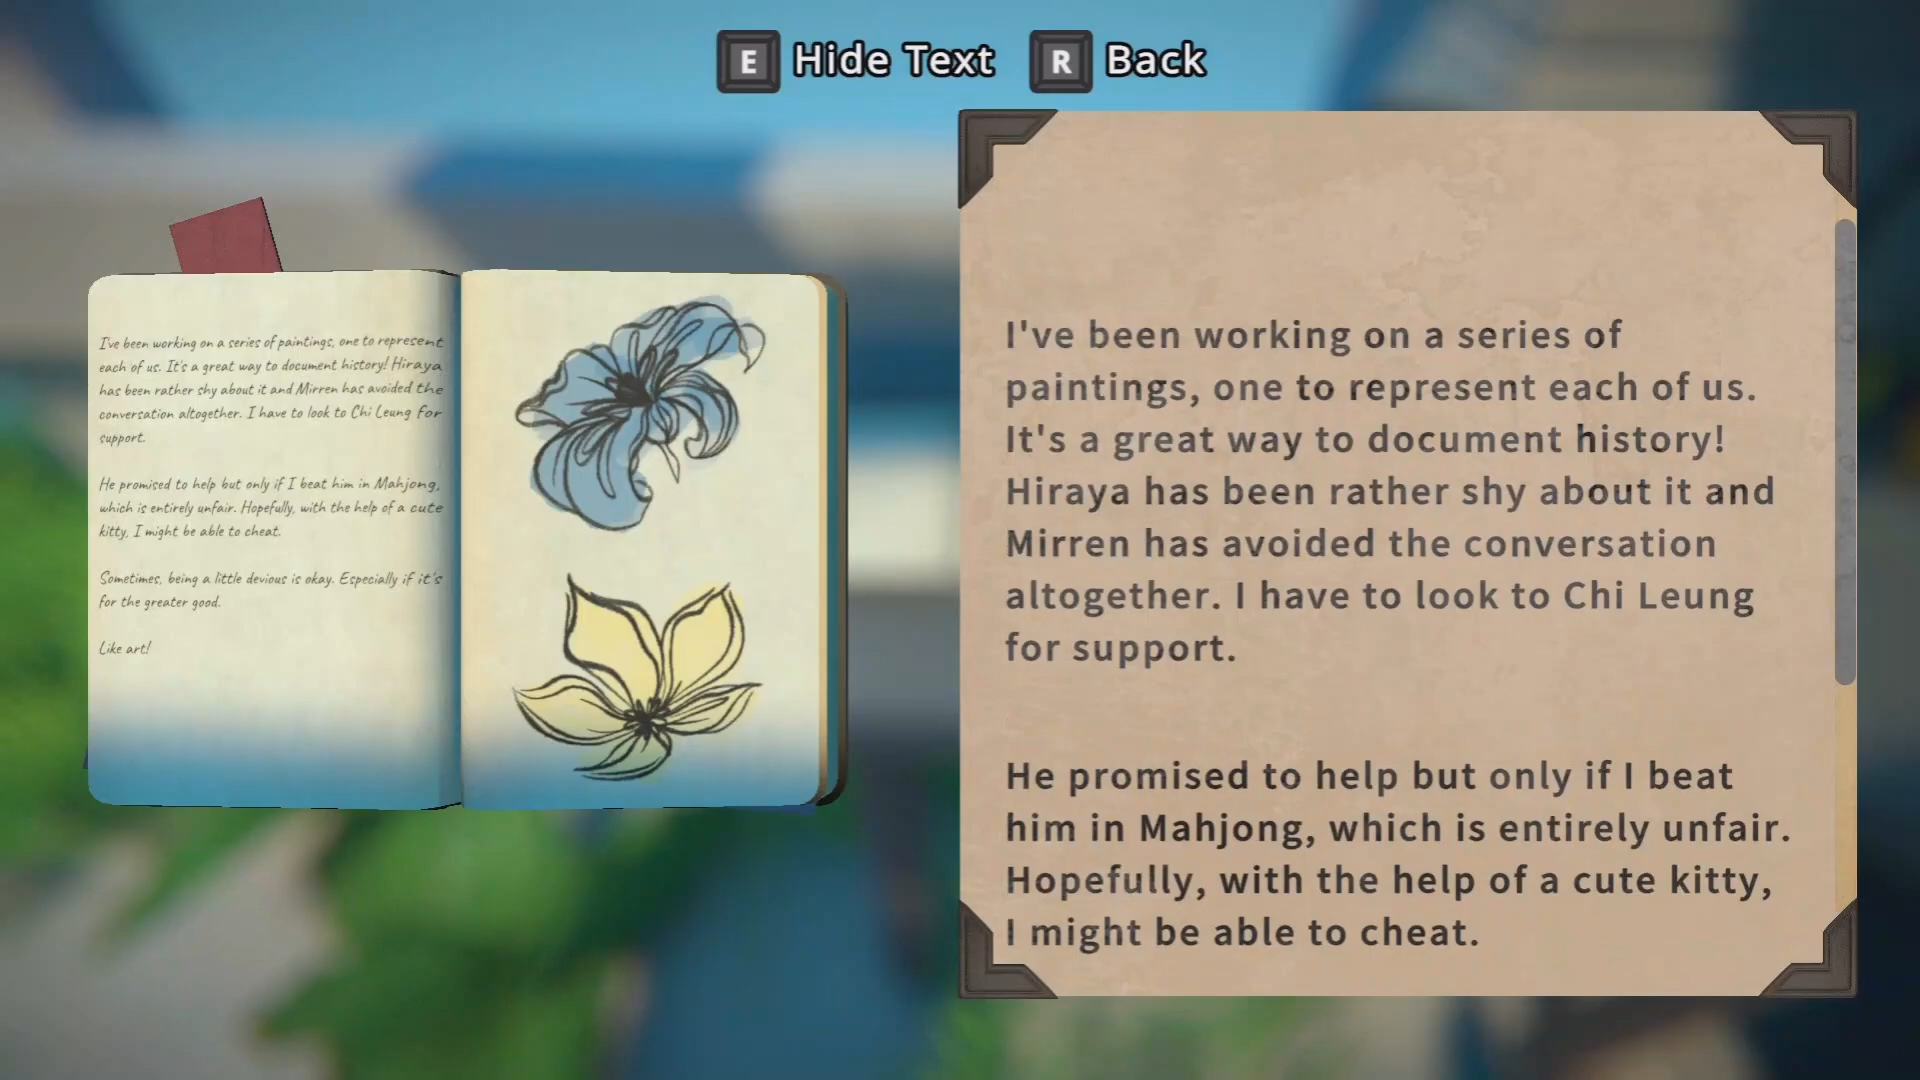 E Hide Text R Back
I've been working on a series of paintings, one to represent
each of us. It's a great way to document history! Hiraya
has been rather shy about it and Mirren has avoided the
conversation altogether. I have to look to Chi Leung for
support.
He promised to help but only if I beat him in Mahjong,
which is entirely unfair. Hopefully, with the help of a cute
kitty, I might be able to cheat.
Sometimes, being a little devious is okay. Especially if it's
for the greater good.
Like art!
I've been working on a series of
paintings, one to represent each of us.
It's a great way to document history!
Hiraya has been rather shy about it and
Mirren has avoided the conversation
altogether. I have to look to Chi Leung
for support.
He promised to help but only if I beat
him in Mahjong, which is entirely unfair.
Hopefully, with the help of a cute kitty,
I might be able to cheat.